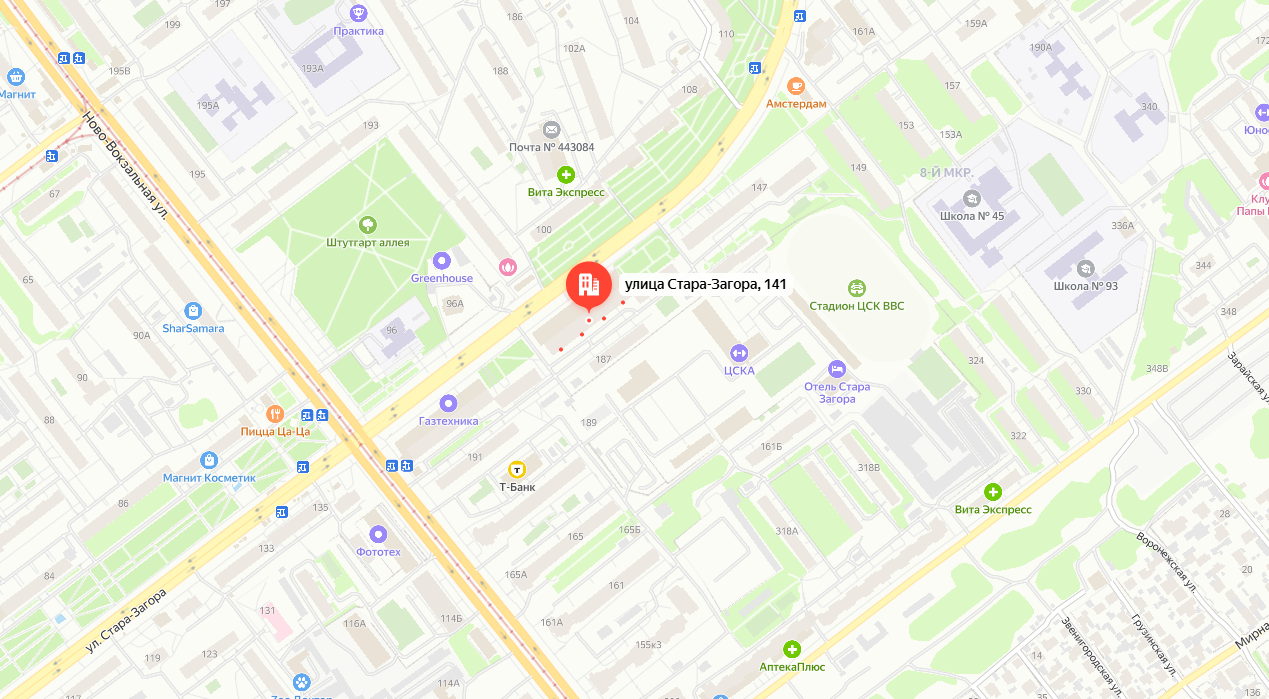 186
104
199
Практика
110
161А
159А
172
102А
193А
188
195В
190А
Магнит
195А
108
Амстердам
157
340
153
153А
Ново-Вокзальная ул.
193
Почта № 443084
149
8-Й МКР.
195
67
147
Вита Экспресс
Школа № 45
100
336А
Штутгарт аллея
344
65
Greenhouse
улица Стара-Загора, 141
Школа № 93
96А
Стадион ЦСК ВВС
348
SharSamara
96
90А
187
324
ЦСКА
Зарайская ул.
348В
90
Отель Стара
Загора
330
88
Газтехника
189
Пицца Ца-Ца
322
161Б
191
318В
Магнит Косметик
Т-Банк
86
135
Вита Экспресс
28
165Б
318А
133
Фототех
165
Воронежская ул.
84
165А
20
161
ул. Стара-Загора
131
116А
114Б
161А
Звенигородская ул.
Грузинская ул.
Мирная
155к3
119
123
14
АптекаПлюс
117
136